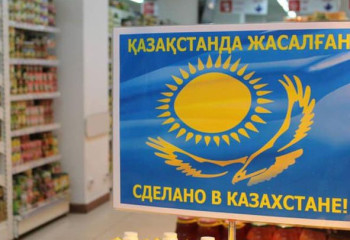 ҚАЗАҚСТАНДА ЖАСАЛҒАН
СДЕЛАНО В КАЗАХСТАНЕ!